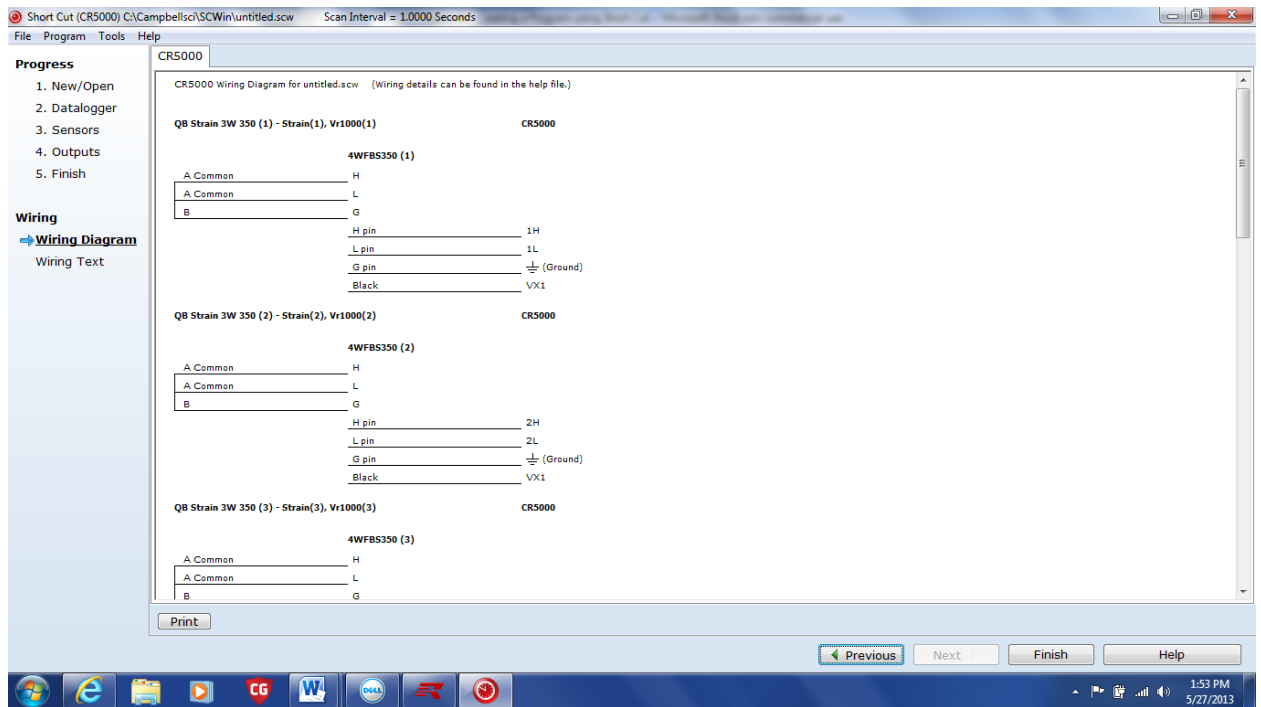 Short Cut (CR5000) C:\Campbellsci\SCWin\untitled.scw Scan Interval = 1.0000 Seconds
File Program Tools Help
Progress
1. New/Open
2. Datalogger
3. Sensors
4. Outputs
5. Finish
Wiring
Wiring Diagram
Wiring Text
CR5000
CR5000 Wiring Diagram for untitled.scw (Wiring details can be found in the help file.)
QB Strain 3W 350 (1) - Strain(1), Vr1000(1) CR5000
4WFBS350 (1)
A Common H
A Common L
B G
H pin 1H
L pin 1L
G pin (Ground)
Black VX1
QB Strain 3W 350 (2) - Strain(2), Vr1000(2) CR5000
4WFBS350 (2)
A Common H
A Common L
B G
H pin 2H
L pin 2L
G pin (Ground)
Black VX1
QB Strain 3W 350 (3) - Strain(3), Vr1000(3) CR5000
4WFBS350 (3)
A Common H
A Common L
B G
Print
Previous Next Finish Help
CG W DELL
1:53 PM
5/27/2013